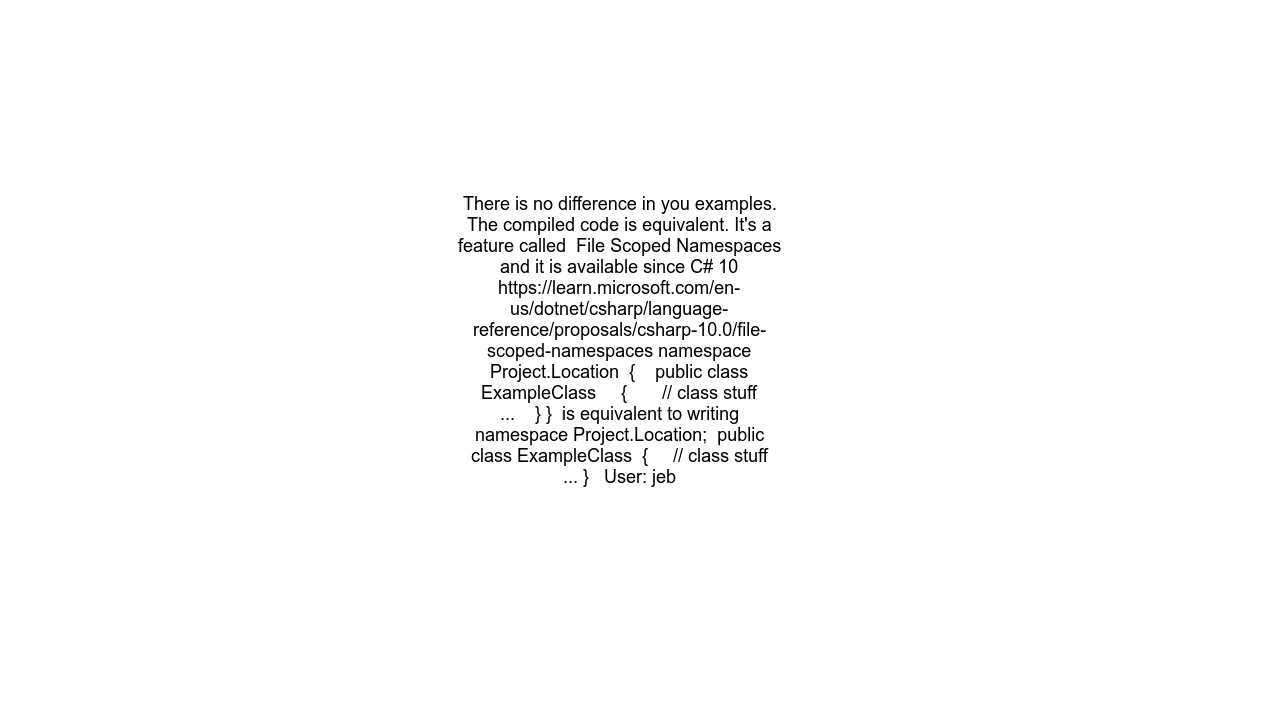 There is no difference in you examples.
The compiled code is equivalent. It's a
feature called  File Scoped Namespaces
and it is available since C# 10
https://learn.microsoft.com/en-
us/dotnet/csharp/language-
reference/proposals/csharp-10.0/file-
scoped-namespaces namespace
Project.Location  {    public class
ExampleClass     {       // class stuff
...    } }  is equivalent to writing
namespace Project.Location;  public
class ExampleClass  {     // class stuff
... }   User: jeb